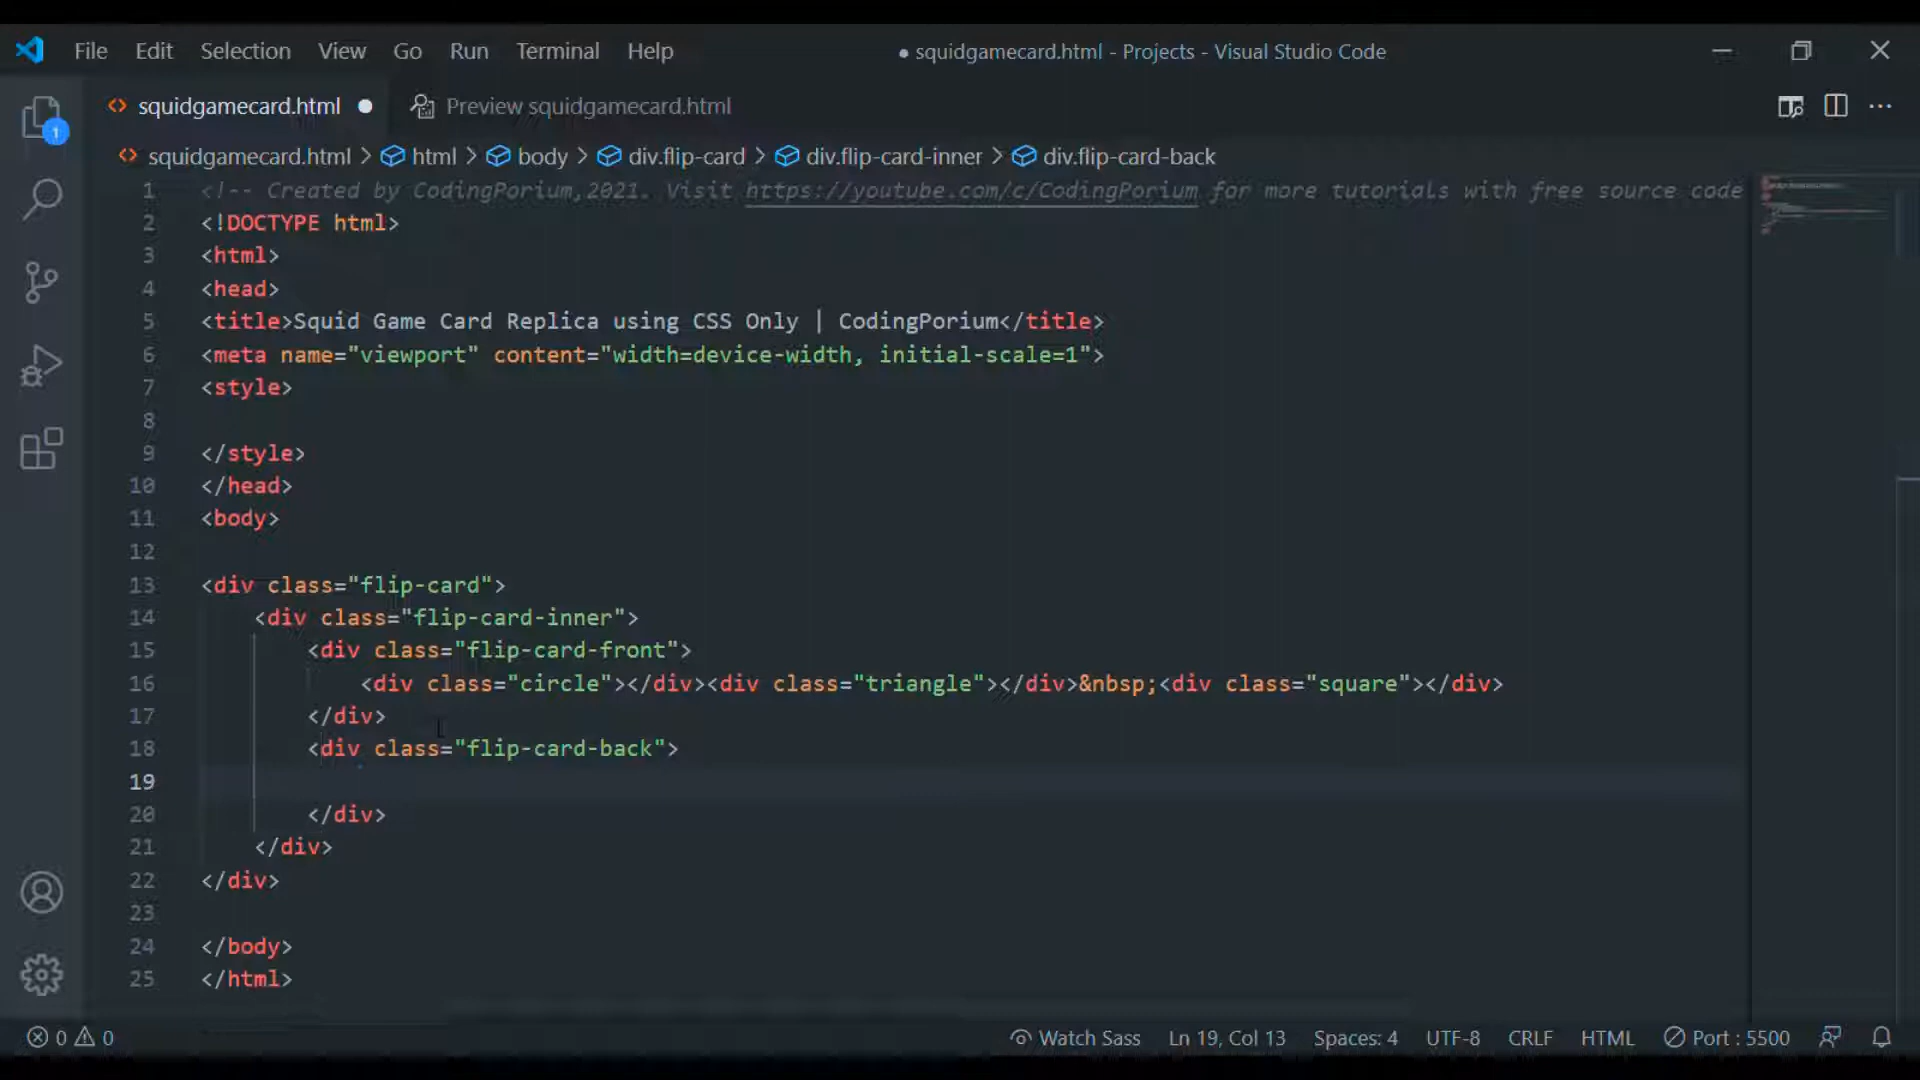 File Edit Selection View Go Run Terminal Help ● squidgamecard.html - Projects - Visual Studio Code
squidgamecard.html ● Preview squidgamecard.html
1
squidgamecard.html > html > body > div.flip-card > div.flip-card-inner > div.flip-card-back
1 <!-- Created by CodingPorium,2021. Visit https://youtube.com/c/CodingPorium for more tutorials with free source code
2 <!DOCTYPE html>
3 <html>
4 <head>
5 <title>Squid Game Card Replica using CSS Only | CodingPorium</title>
6 <meta name="viewport" content="width=device-width, initial-scale=1">
7 <style>
8
9 </style>
10 </head>
11 <body>
12
13 <div class="flip-card">
14 <div class="flip-card-inner">
15 <div class="flip-card-front">
16 <div class="circle"></div><div class="triangle"></div>&nbsp;<div class="square"></div>
17 </div>
18 <div class="flip-card-back">
19
20 </div>
21 </div>
22 </div>
23
24 </body>
25 </html>
0 0 Watch Sass Ln 19, Col 13 Spaces: 4 UTF-8 CRLF HTML Port : 5500